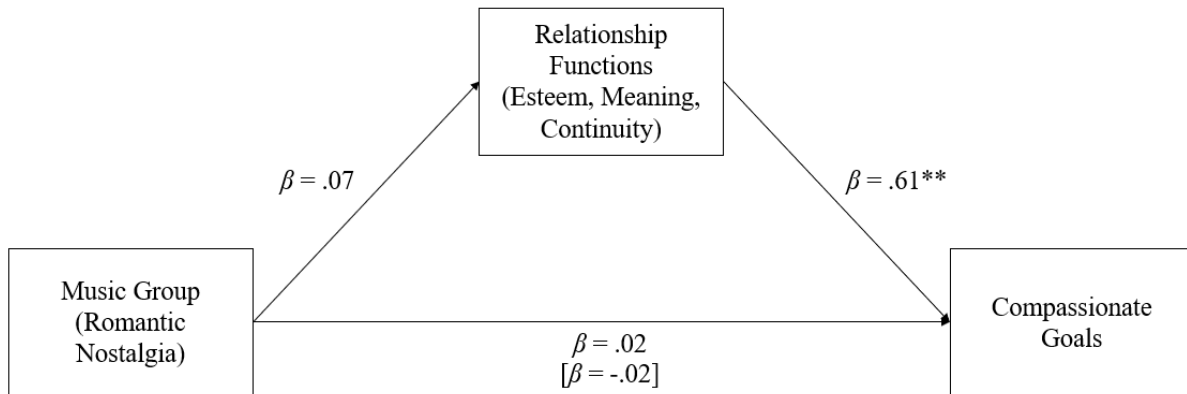 Relationship
Functions
(Esteem, Meaning,
Continuity)
β = .07
β = .61**
Music Group
(Romantic
Nostalgia)
β = .02
[β = -.02]
Compassionate
Goals